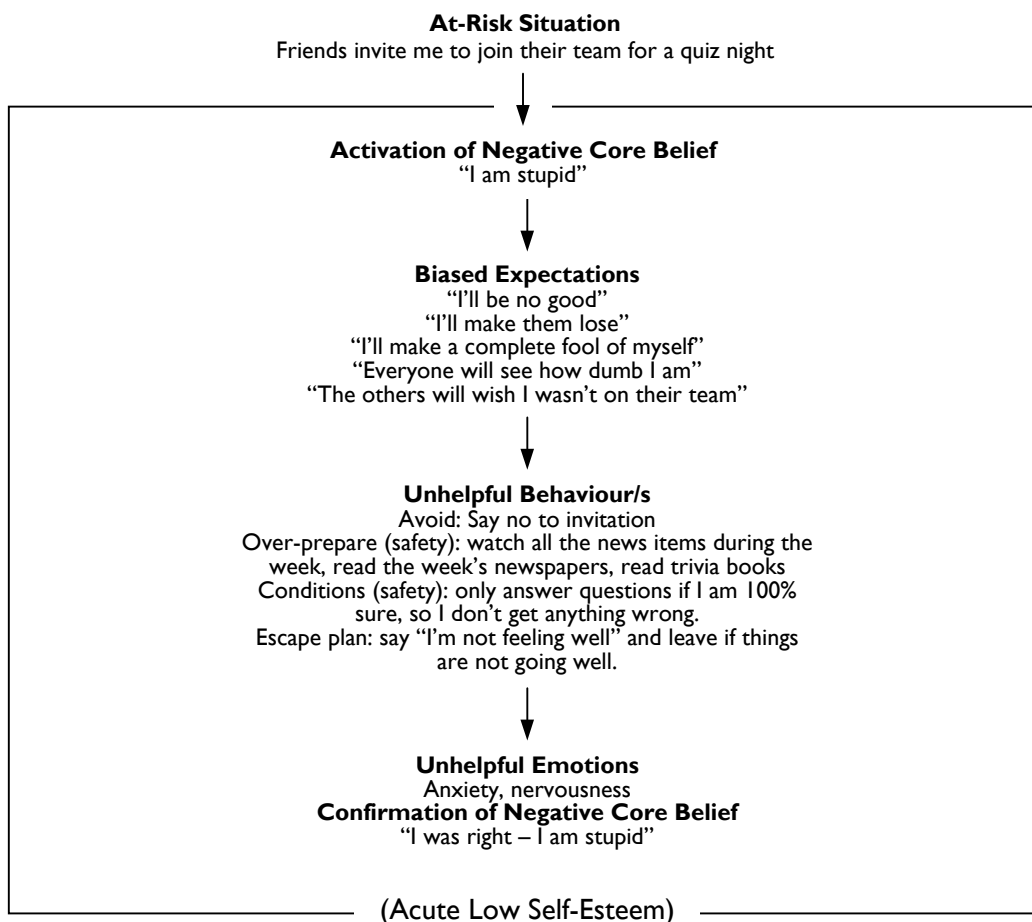 At-Risk Situation
Friends invite me to join their team for a quiz night
Activation of Negative Core Belief
“I am stupid”
Biased Expectations
“I’ll be no good”
“I’ll make them lose”
“I’ll make a complete fool of myself”
“Everyone will see how dumb I am”
“The others will wish I wasn’t on their team”
Unhelpful Behaviour/s
Avoid: Say no to invitation
Over-prepare (safety): watch all the news items during the
week, read the week’s newspapers, read trivia books
Conditions (safety): only answer questions if I am 100%
sure, so I don’t get anything wrong.
Escape plan: say “I’m not feeling well” and leave if things
are not going well.
Unhelpful Emotions
Anxiety, nervousness
Confirmation of Negative Core Belief
“I was right – I am stupid”
(Acute Low Self-Esteem)